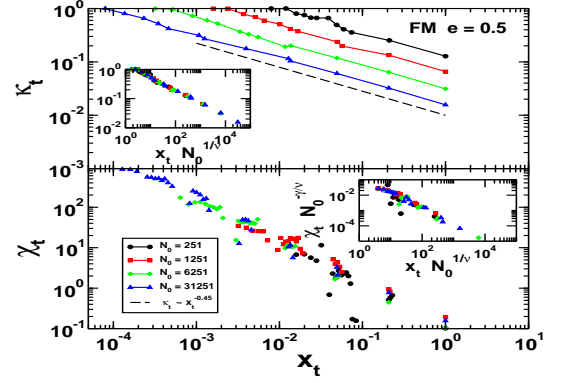 10^0
FM e = 0.5
10^-1
κ_t
10^0
10^-1
10^-2
10^0 10^2 10^4
x_t N_0^1/ν
10^-2
10^3
10^2
χ_t
10^1
10^0
10^-1
N_0 = 251
N_0 = 1251
N_0 = 6251
N_0 = 31251
κ_t ~ x_t^-0.45
χ_t N_0^-γ/ν
10^-2
10^-4
10^0 10^2 10^4
x_t N_0^1/ν
10^-4 10^-3 10^-2 10^-1 10^0 10^1
x_t